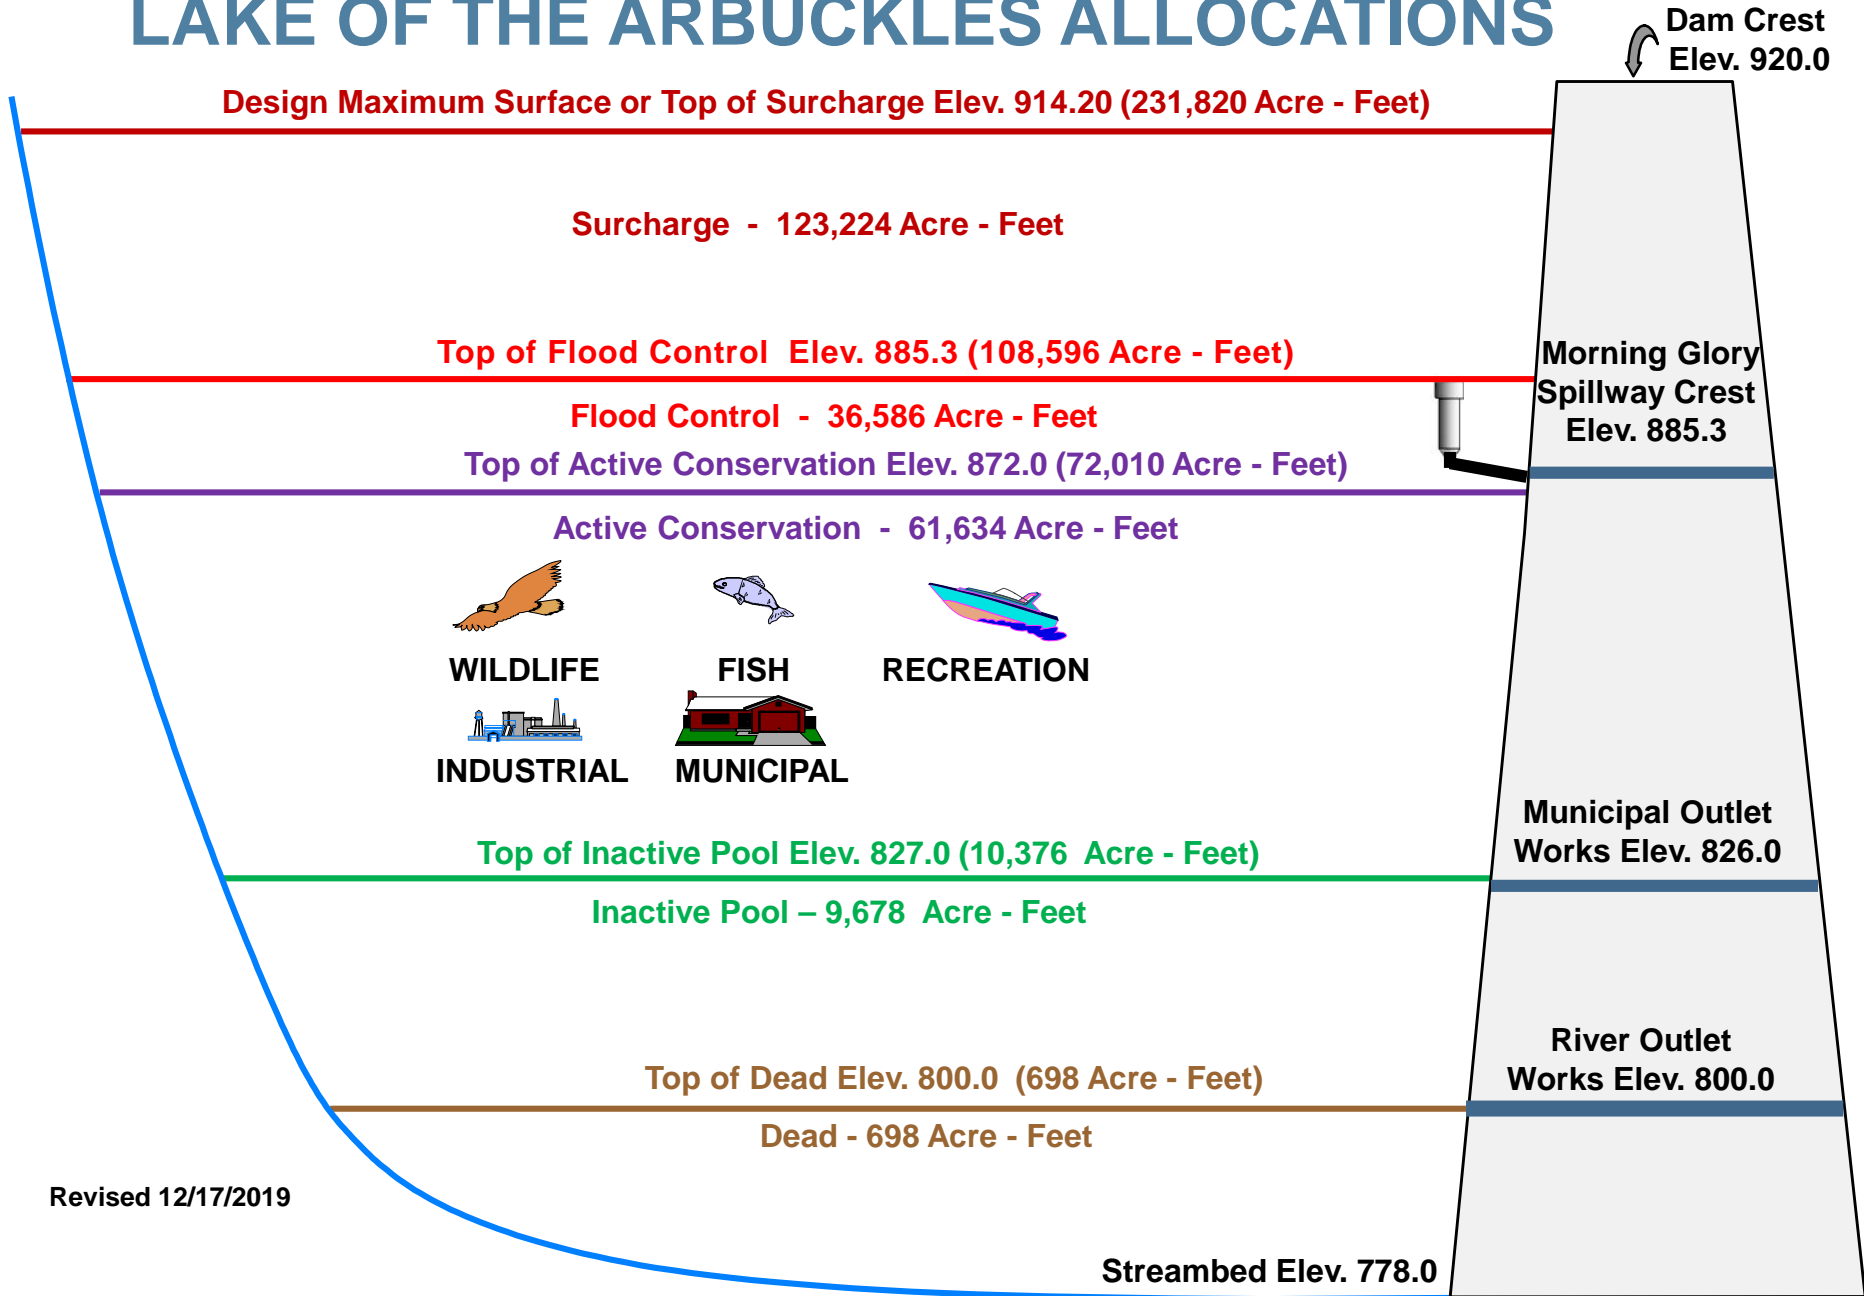 LAKE OF THE ARBUCKLES ALLOCATIONS
Dam Crest
Elev. 920.0
Design Maximum Surface or Top of Surcharge Elev. 914.20 (231,820 Acre - Feet)
Surcharge - 123,224 Acre - Feet
Top of Flood Control Elev. 885.3 (108,596 Acre - Feet)
Morning Glory
Spillway Crest
Elev. 885.3
Flood Control - 36,586 Acre - Feet
Top of Active Conservation Elev. 872.0 (72,010 Acre - Feet)
Active Conservation - 61,634 Acre - Feet
WILDLIFE
FISH
RECREATION
INDUSTRIAL
MUNICIPAL
Municipal Outlet
Works Elev. 826.0
Top of Inactive Pool Elev. 827.0 (10,376 Acre - Feet)
Inactive Pool – 9,678 Acre - Feet
River Outlet
Works Elev. 800.0
Top of Dead Elev. 800.0 (698 Acre - Feet)
Dead - 698 Acre - Feet
Revised 12/17/2019
Streambed Elev. 778.0